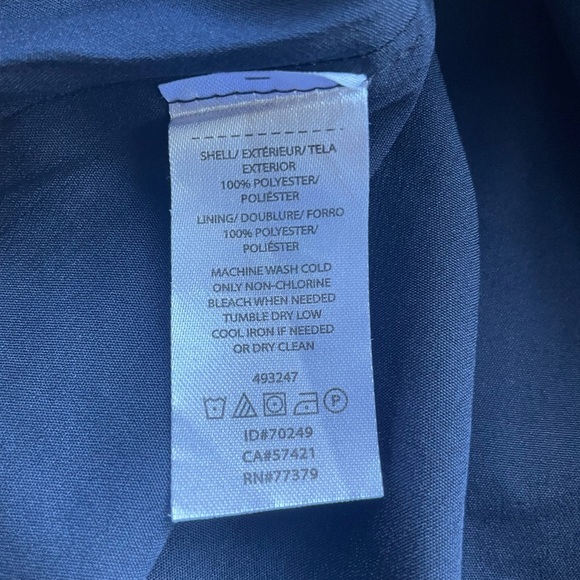 SHELL/ EXTÉRIEUR/ TELA
EXTERIOR
100% POLYESTER/
POLIÉSTER
LINING/ DOUBLURE/ FORRO
100% POLYESTER/
POLIÉSTER
MACHINE WASH COLD
ONLY NON-CHLORINE
BLEACH WHEN NEEDED
TUMBLE DRY LOW
COOL IRON IF NEEDED
OR DRY CLEAN
493247
P
ID#70249
CA#57421
RN#77379